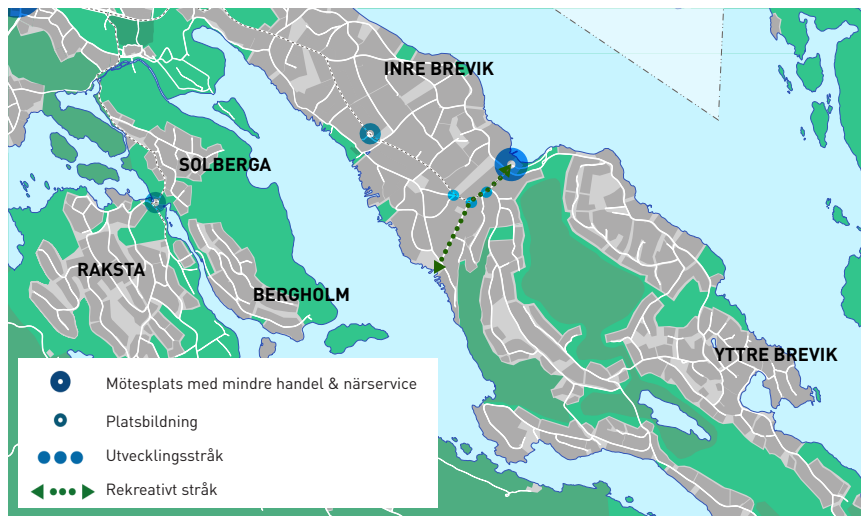 INRE BREVIK
SOLBERGA
RAKSTA
BERGHOLM
YTTRE BREVIK
Mötesplats med mindre handel & närservice
Platsbildning
Utvecklingsstråk
Rekreativt stråk